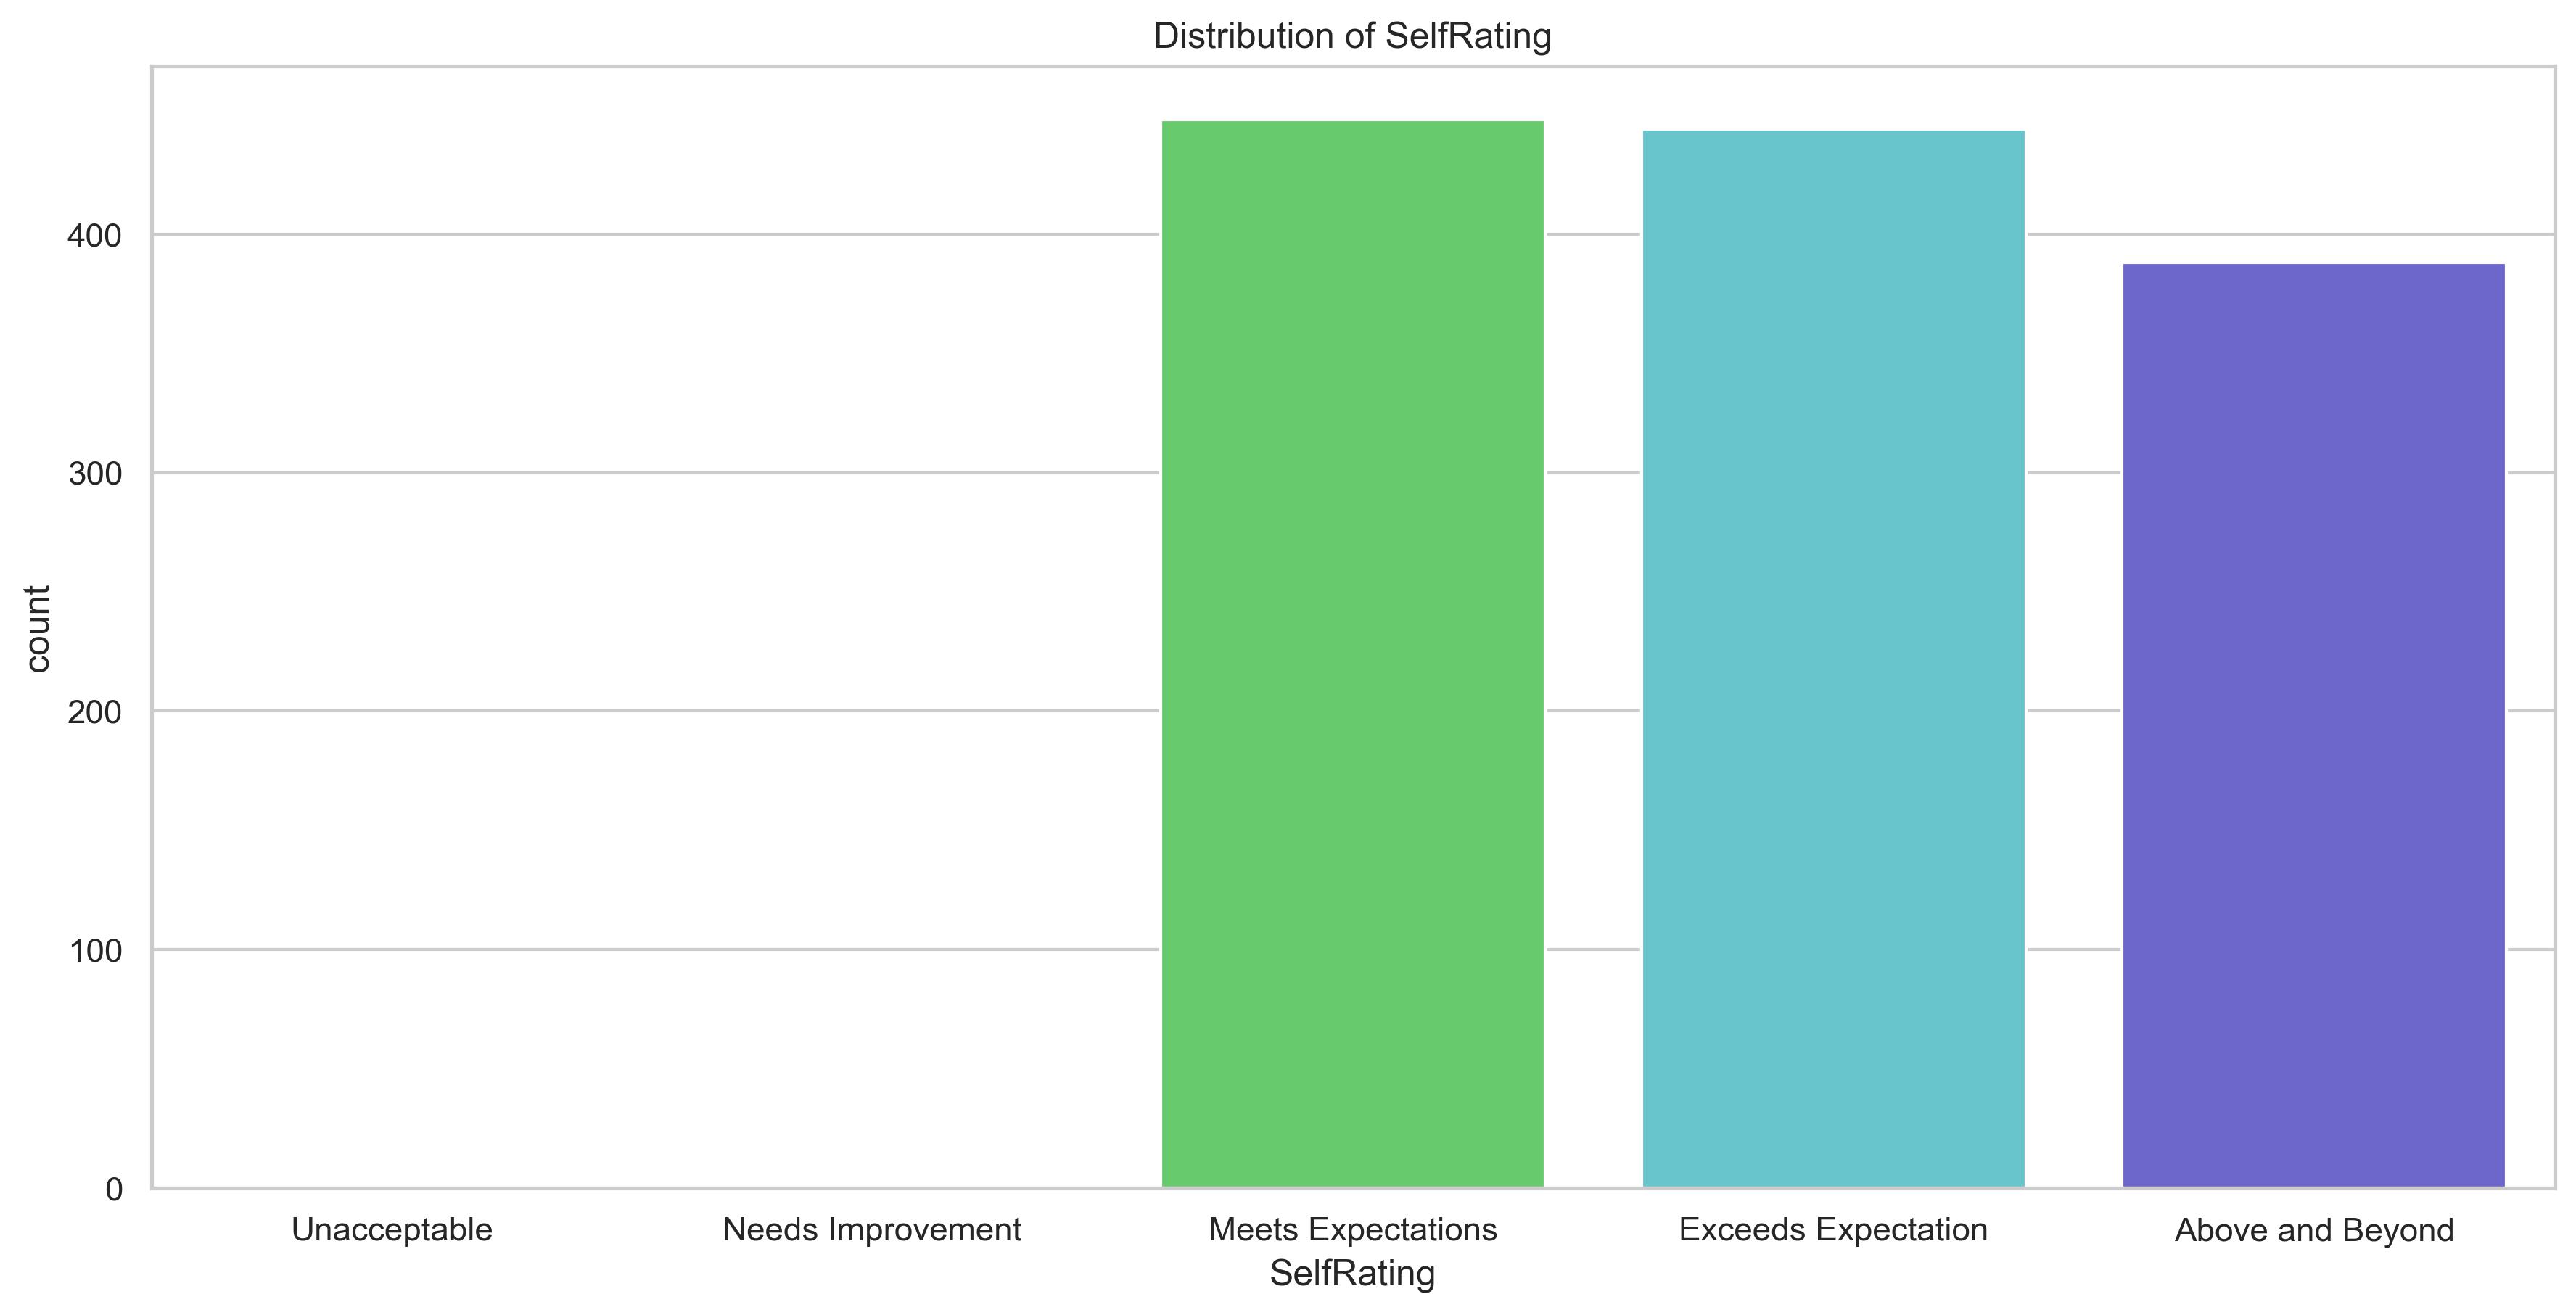 Distribution of SelfRating
count
400
300
200
100
0
Unacceptable
Needs Improvement
Meets Expectations
Exceeds Expectation
Above and Beyond
SelfRating